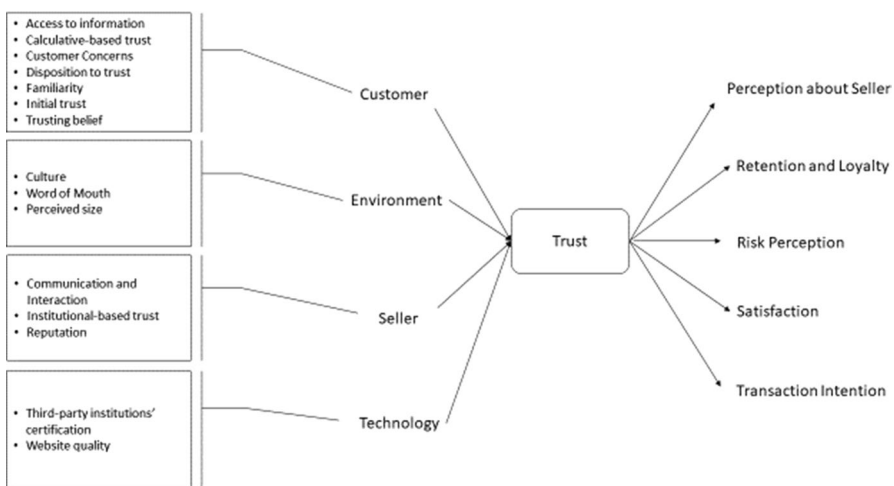 • Access to information
• Calculative-based trust
• Customer Concerns
• Disposition to trust
• Familiarity
• Initial trust
• Trusting belief
• Culture
• Word of Mouth
• Perceived size
• Communication and
Interaction
• Institutional-based trust
• Reputation
• Third-party institutions'
certification
• Website quality
Customer
Environment
Seller
Technology
Trust
Perception about Seller
Retention and Loyalty
Risk Perception
Satisfaction
Transaction Intention